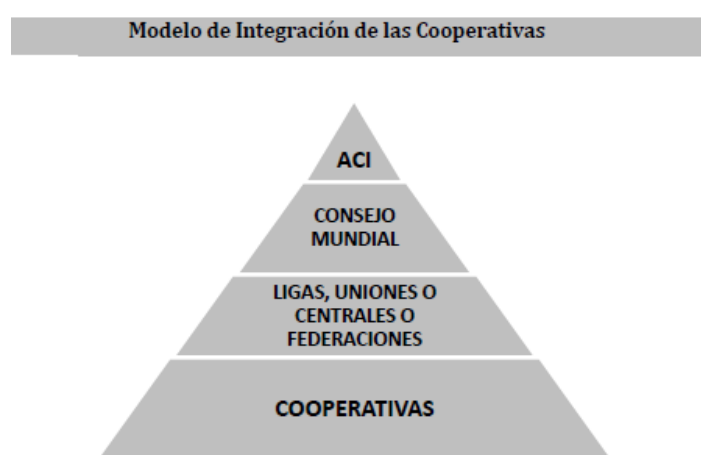 Modelo de Integración de las Cooperativas
ACI
CONSEJO
MUNDIAL
LIGAS, UNIONES O
CENTRALES O
FEDERACIONES
COOPERATIVAS